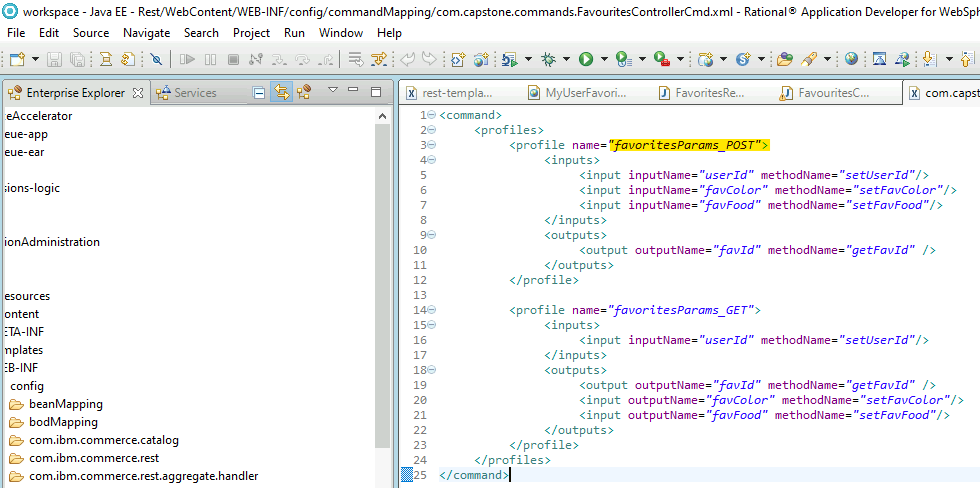 workspace - Java EE - Rest/WebContent/WEB-INF/config/commandMapping/com.capstone.commands.FavouritesControllerCmd.xml - Rational® Application Developer for WebSph
File Edit Source Navigate Search Project Run Window Help
Enterprise Explorer Services
eAccelerator
eue-app
eue-ear
sions-logic
ionAdministration
esources
ontent
ETA-INF
mplates
EB-INF
config
beanMapping
bodMapping
com.ibm.commerce.catalog
com.ibm.commerce.rest
com.ibm.commerce.rest.aggregate.handler
rest-templa... MyUserFavori... FavoritesRe... FavouritesC... com.capst
1 <command>
2 <profiles>
3 <profile name="favoritesParams_POST">
4 <inputs>
5 <input inputName="userId" methodName="setUserId"/>
6 <input inputName="favColor" methodName="setFavColor"/>
7 <input inputName="favFood" methodName="setFavFood"/>
8 </inputs>
9 <outputs>
10 <output outputName="favId" methodName="getFavId" />
11 </outputs>
12 </profile>
13
14 <profile name="favoritesParams_GET">
15 <inputs>
16 <input inputName="userId" methodName="setUserId"/>
17 </inputs>
18 <outputs>
19 <output outputName="favId" methodName="getFavId" />
20 <input outputName="favColor" methodName="setFavColor"/>
21 <input outputName="favFood" methodName="setFavFood"/>
22 </outputs>
23 </profile>
24 </profiles>
25 </command>